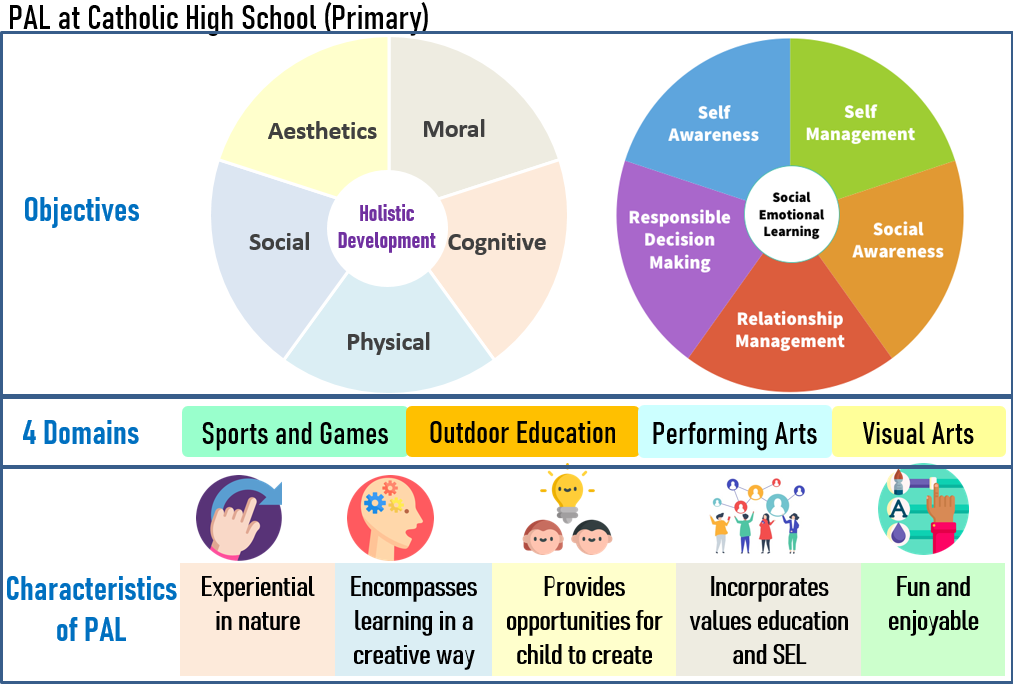 PAL at Catholic High School (Primary)
Objectives
Aesthetics
Moral
Social
Holistic
Development
Cognitive
Physical
Self
Awareness
Self
Management
Responsible
Decision
Making
Social
Emotional
Learning
Social
Awareness
Relationship
Management
4 Domains
Sports and Games
Outdoor Education
Performing Arts
Visual Arts
Characteristics
of PAL
A
Experiential
in nature
Encompasses
learning in a
creative way
Provides
opportunities for
child to create
Incorporates
values education
and SEL
Fun and
enjoyable